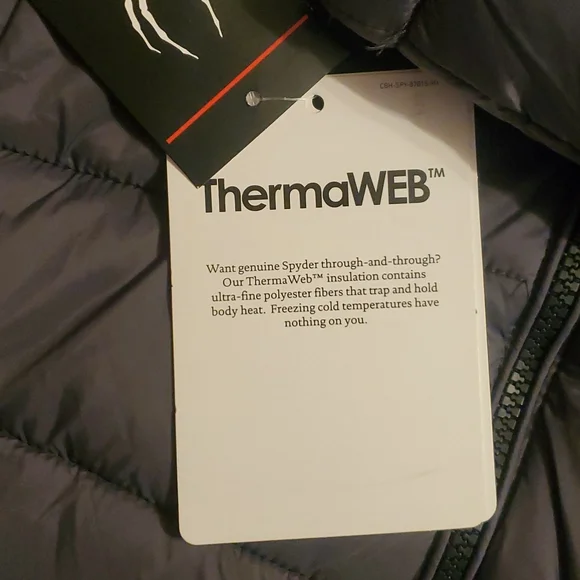 ThermaWEB™
Want genuine Spyder through-and-through?
Our ThermaWeb™ insulation contains
ultra-fine polyester fibers that trap and hold
body heat. Freezing cold temperatures have
nothing on you.